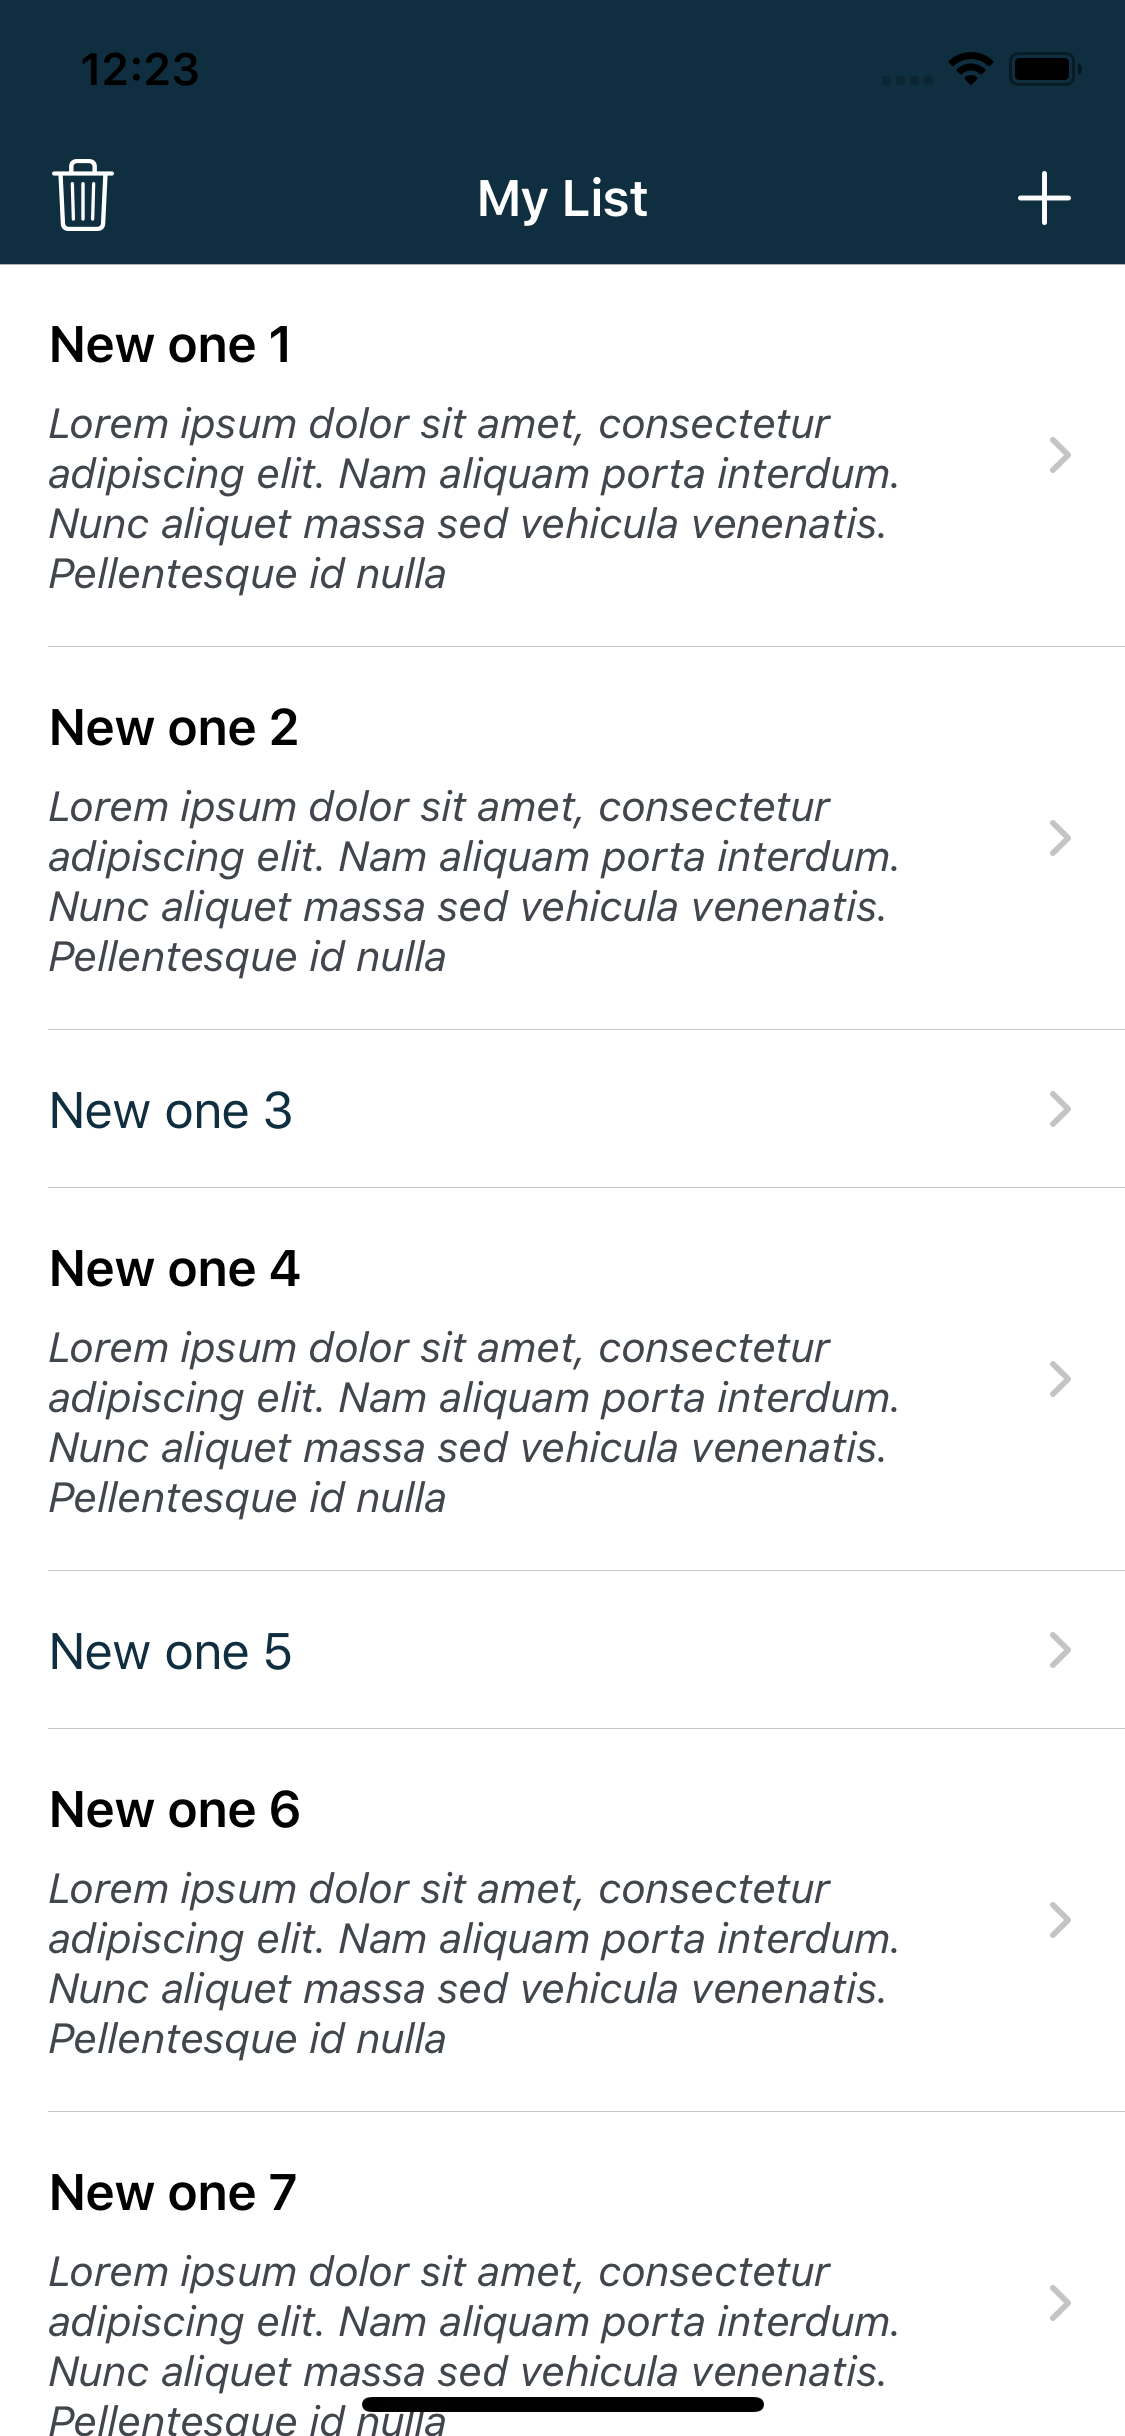 12:23
My List
New one 1
Lorem ipsum dolor sit amet, consectetur
adipiscing elit. Nam aliquam porta interdum.
Nunc aliquet massa sed vehicula venenatis.
Pellentesque id nulla
New one 2
Lorem ipsum dolor sit amet, consectetur
adipiscing elit. Nam aliquam porta interdum.
Nunc aliquet massa sed vehicula venenatis.
Pellentesque id nulla
New one 3
New one 4
Lorem ipsum dolor sit amet, consectetur
adipiscing elit. Nam aliquam porta interdum.
Nunc aliquet massa sed vehicula venenatis.
Pellentesque id nulla
New one 5
New one 6
Lorem ipsum dolor sit amet, consectetur
adipiscing elit. Nam aliquam porta interdum.
Nunc aliquet massa sed vehicula venenatis.
Pellentesque id nulla
New one 7
Lorem ipsum dolor sit amet, consectetur
adipiscing elit. Nam aliquam porta interdum.
Nunc aliquet massa sed vehicula venenatis.
Pellentesque id nulla